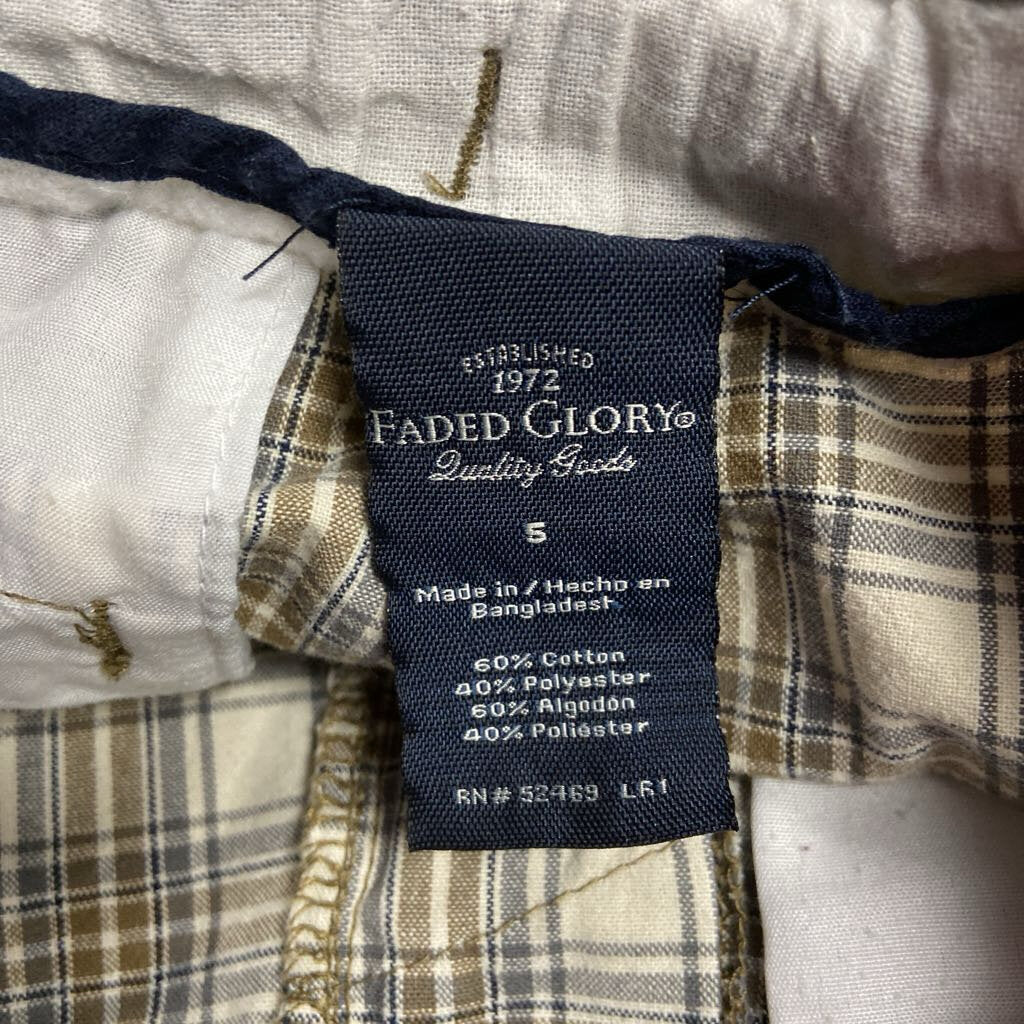 ESTABLISHED
1972
FADED GLORY®
Quality Goods
5
Made in / Hecho en
Bangladesh
60% Cotton
40% Polyester
60% Algodon
40% Poliester
RN# 52469 LR1